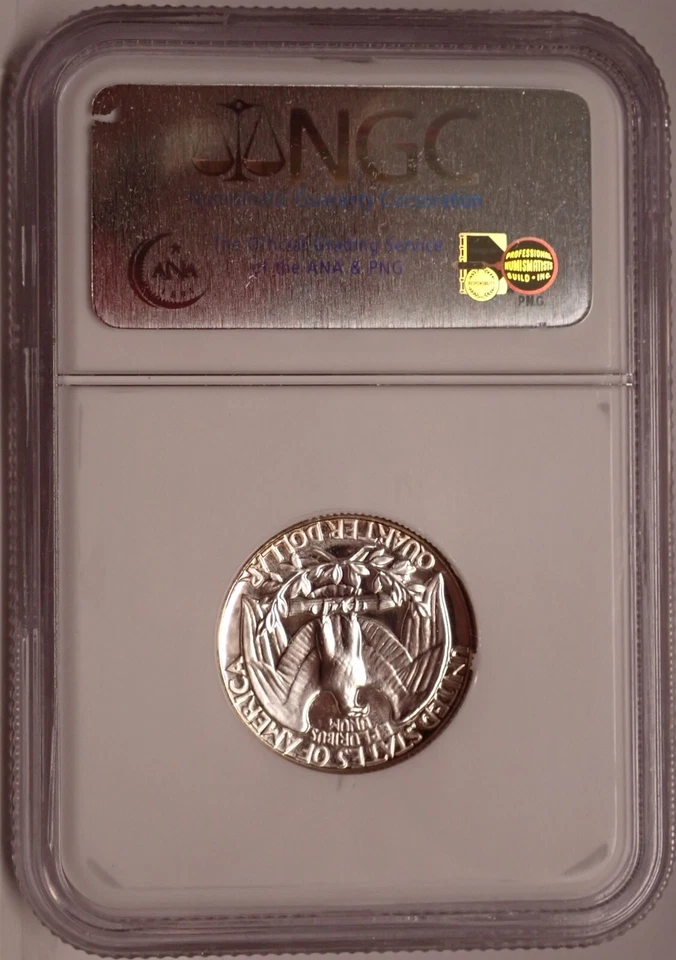 NGC
Numismatic Guaranty Corporation
The Official Grading Service
of the ANA & PNG
ANA
PROFESSIONAL
NUMISMATISTS
GUILD • INC
P.N.G.
QUARTER DOLLAR
E PLURIBUS
UNUM
UNITED STATES OF AMERICA